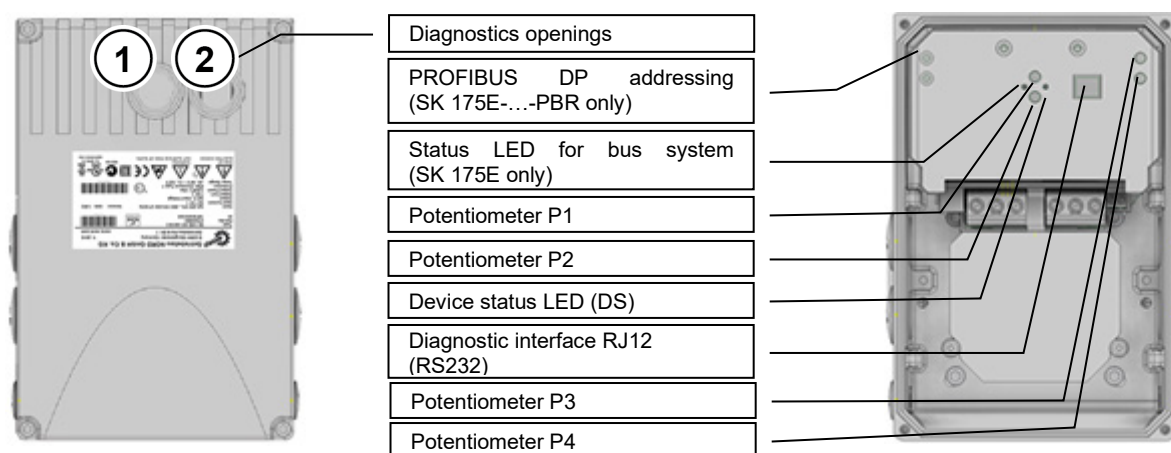 1
2
Diagnostics openings
PROFIBUS DP addressing
(SK 175E-…-PBR only)
Status LED for bus system
(SK 175E only)
Potentiometer P1
Potentiometer P2
Device status LED (DS)
Diagnostic interface RJ12
(RS232)
Potentiometer P3
Potentiometer P4